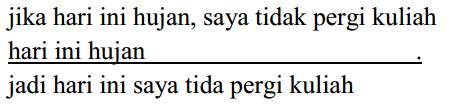 jika hari ini hujan, saya tidak pergi kuliah
hari ini hujan .
jadi hari ini saya tida pergi kuliah